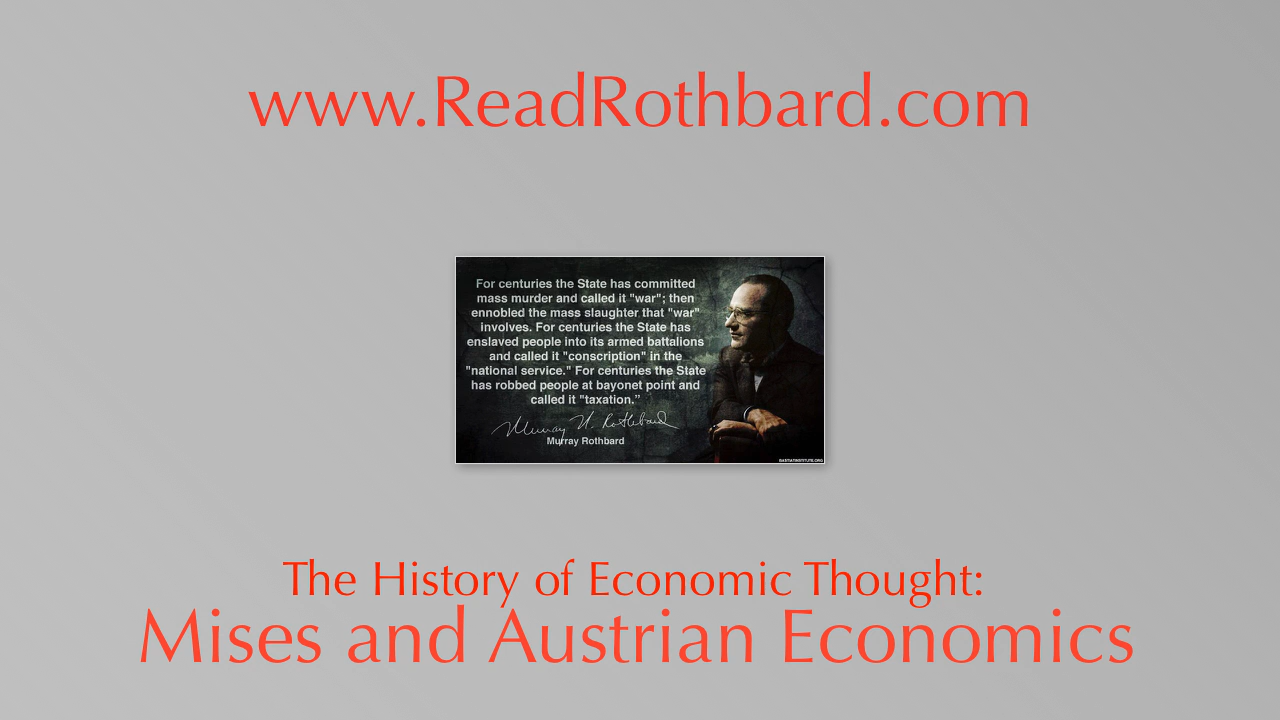 www.ReadRothbard.com
For centuries the State has committed
mass murder and called it "war"; then
ennobled the mass slaughter that "war"
involves. For centuries the State has
enslaved people into its armed battalions
and called it "conscription" in the
"national service." For centuries the State
has robbed people at bayonet point and
called it "taxation.”
Murray N. Rothbard
Murray Rothbard
The History of Economic Thought:
Mises and Austrian Economics